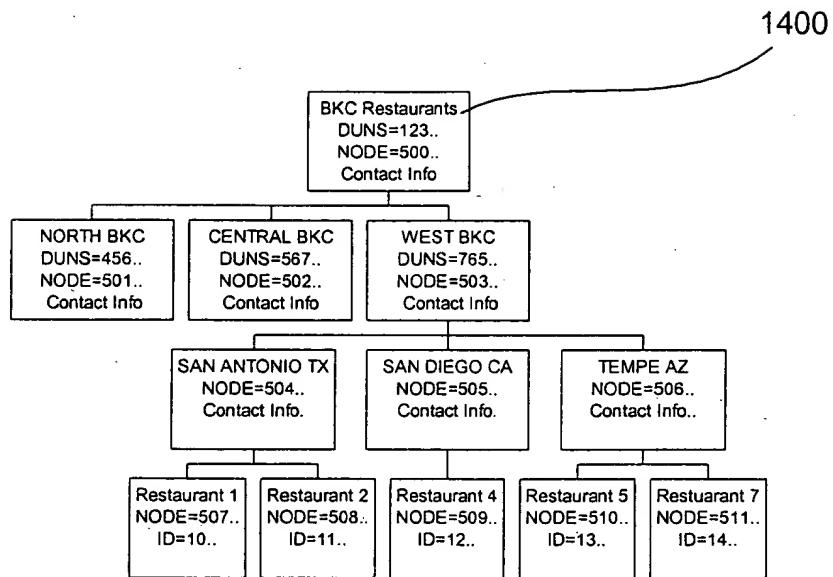 1400
BKC Restaurants
DUNS=123..
NODE=500..
Contact Info
NORTH BKC
DUNS=456..
NODE=501..
Contact Info
CENTRAL BKC
DUNS=567..
NODE=502..
Contact Info
WEST BKC
DUNS=765..
NODE=503..
Contact Info
SAN ANTONIO TX
NODE=504..
Contact Info.
SAN DIEGO CA
NODE=505..
Contact Info.
TEMPE AZ
NODE=506..
Contact Info..
Restaurant 1
NODE=507..
ID=10..
Restaurant 2
NODE=508..
ID=11..
Restaurant 4
NODE=509..
ID=12..
Restaurant 5
NODE=510..
ID=13..
Restuarant 7
NODE=511..
ID=14..